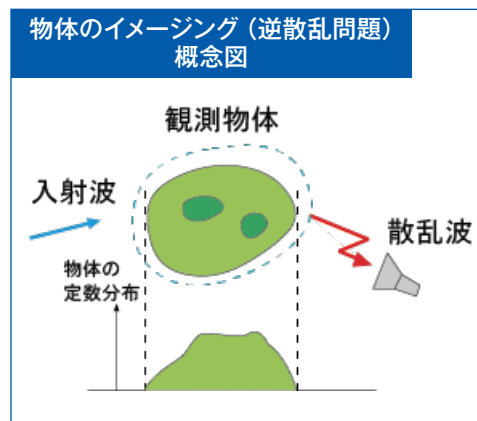 物体のイメージング（逆散乱問題）
概念図
観測物体
入射波
散乱波
物体の
定数分布